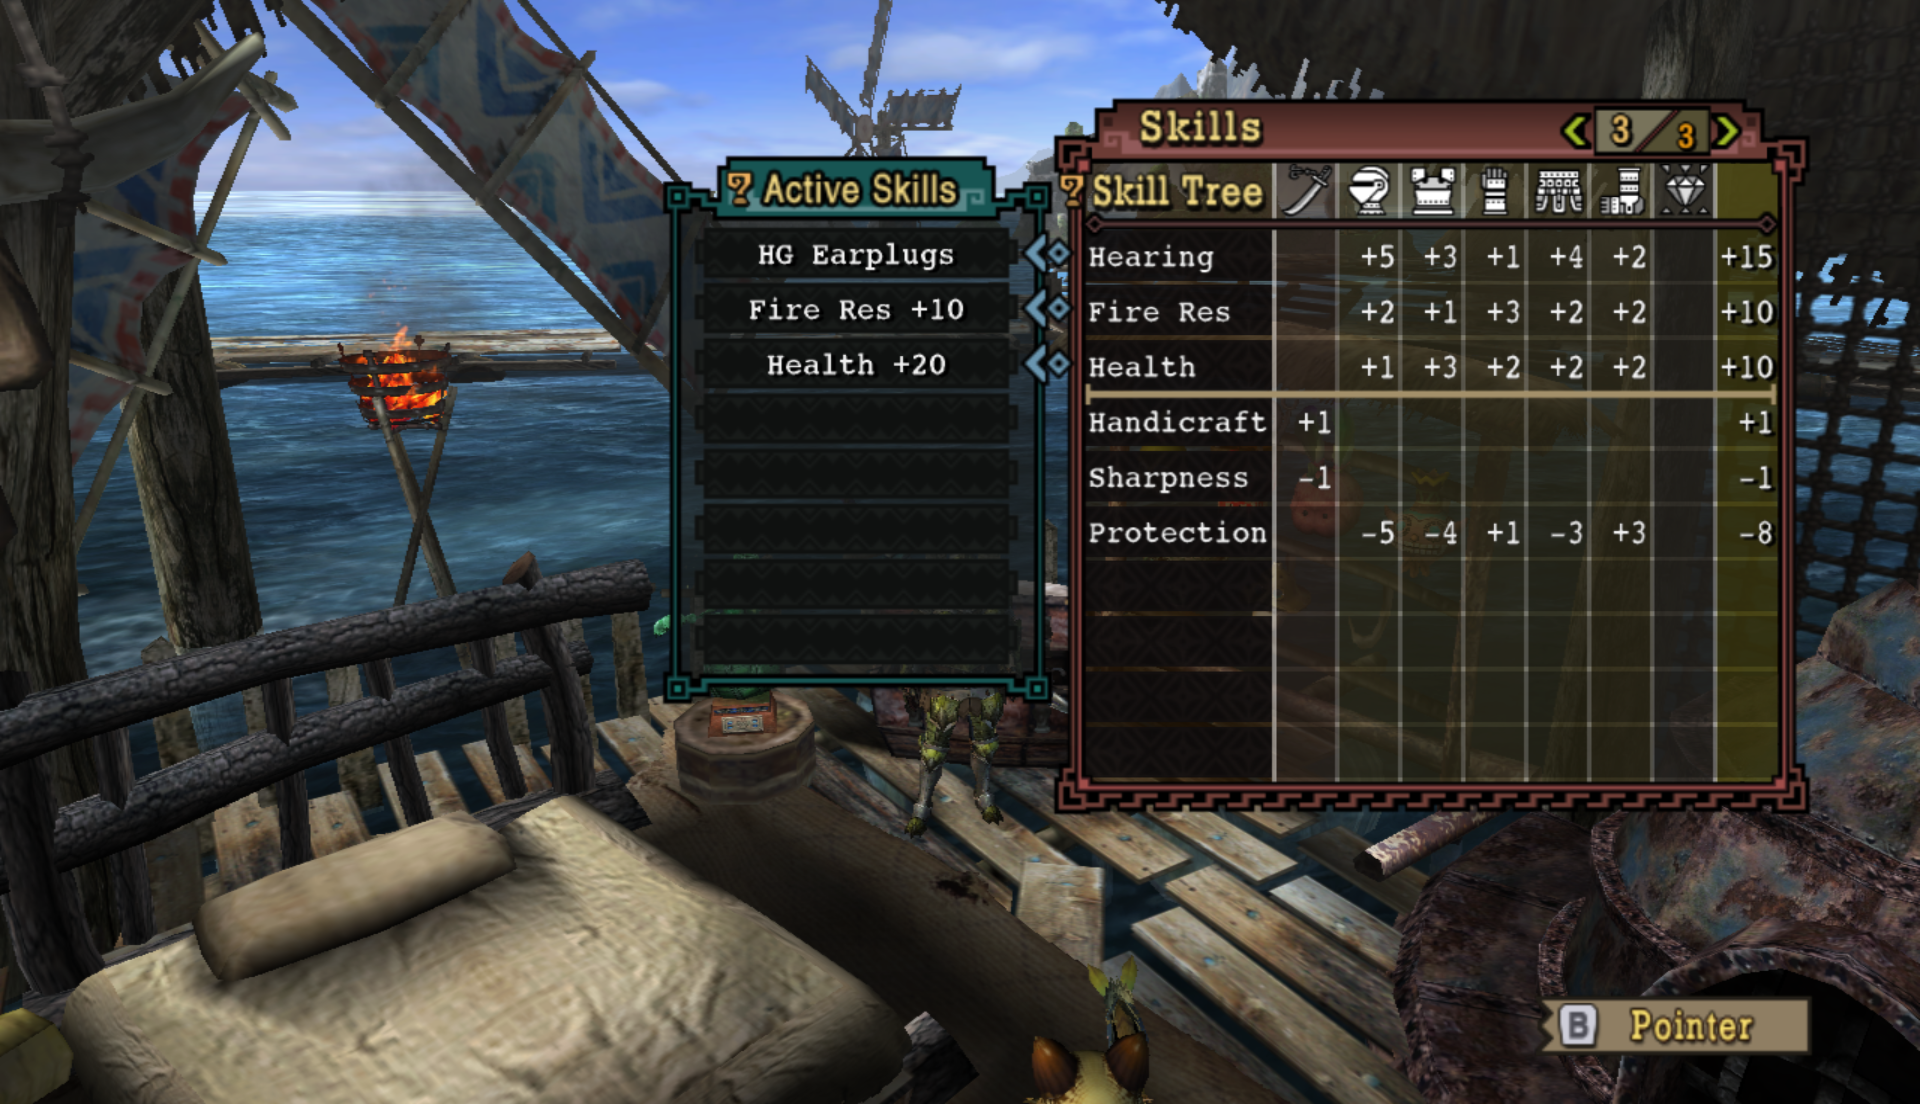 Active Skills
HG Earplugs
Fire Res +10
Health +20
Skills
3/3
Skill Tree
Hearing +5 +3 +1 +4 +2 +15
Fire Res +2 +1 +3 +2 +2 +10
Health +1 +3 +2 +2 +2 +10
Handicraft +1 +1
Sharpness -1 -1
Protection -5 -4 +1 -3 +3 -8
B Pointer